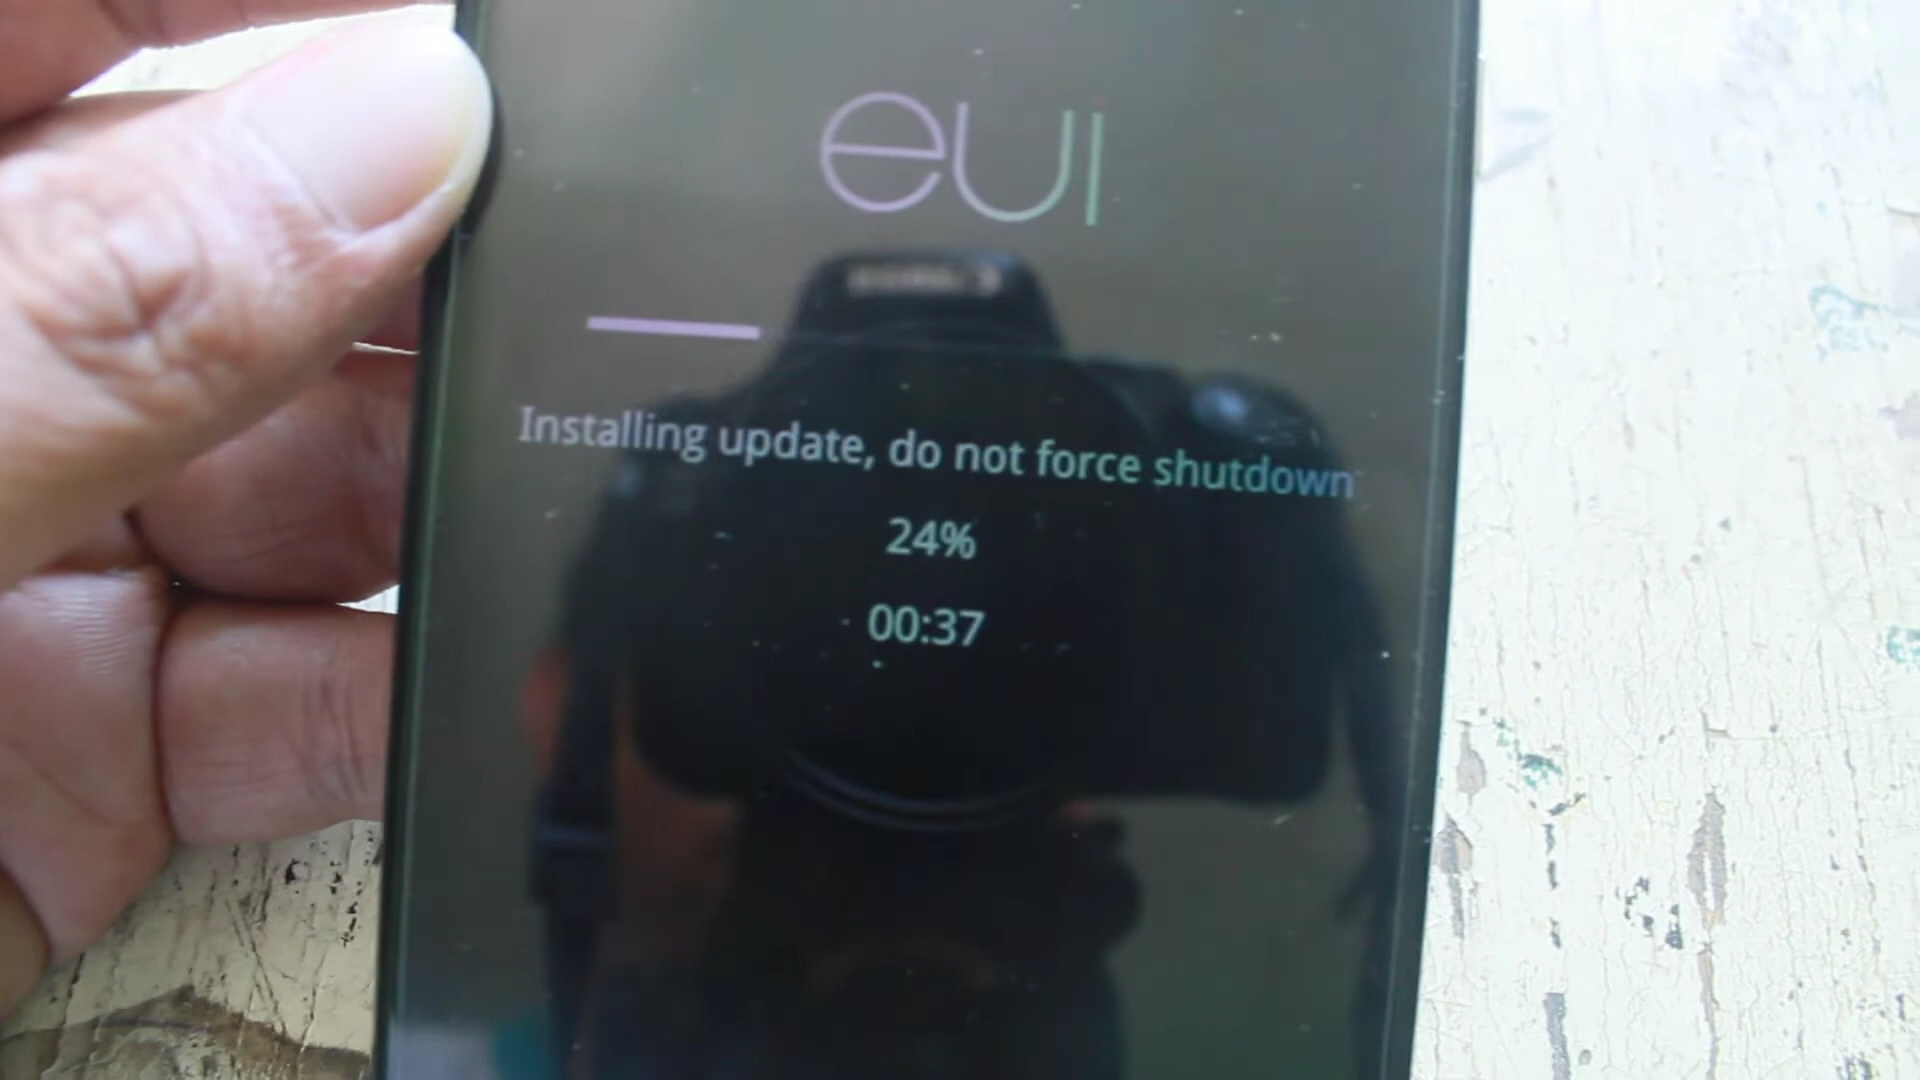 eui
Installing update, do not force shutdown
24%
00:37